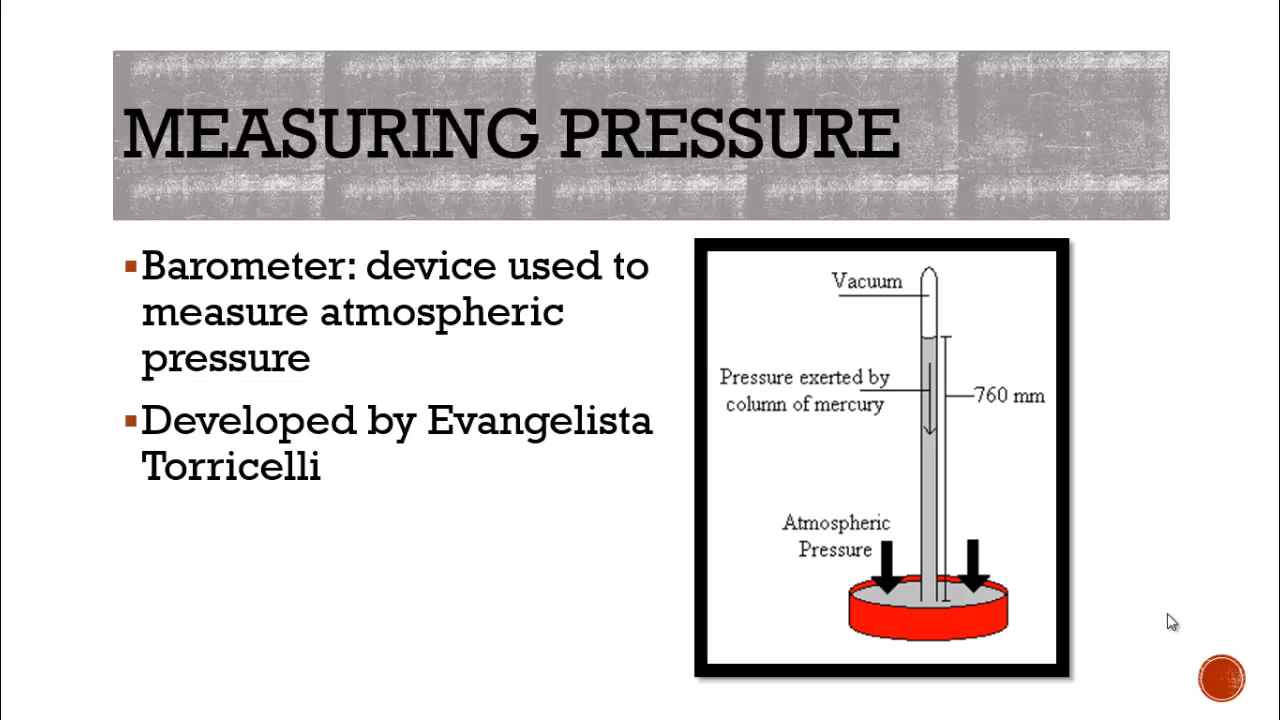 MEASURING PRESSURE
Barometer: device used to
measure atmospheric
pressure
Developed by Evangelista
Torricelli
Vacuum
Pressure exerted by
column of mercury
760 mm
Atmospheric
Pressure